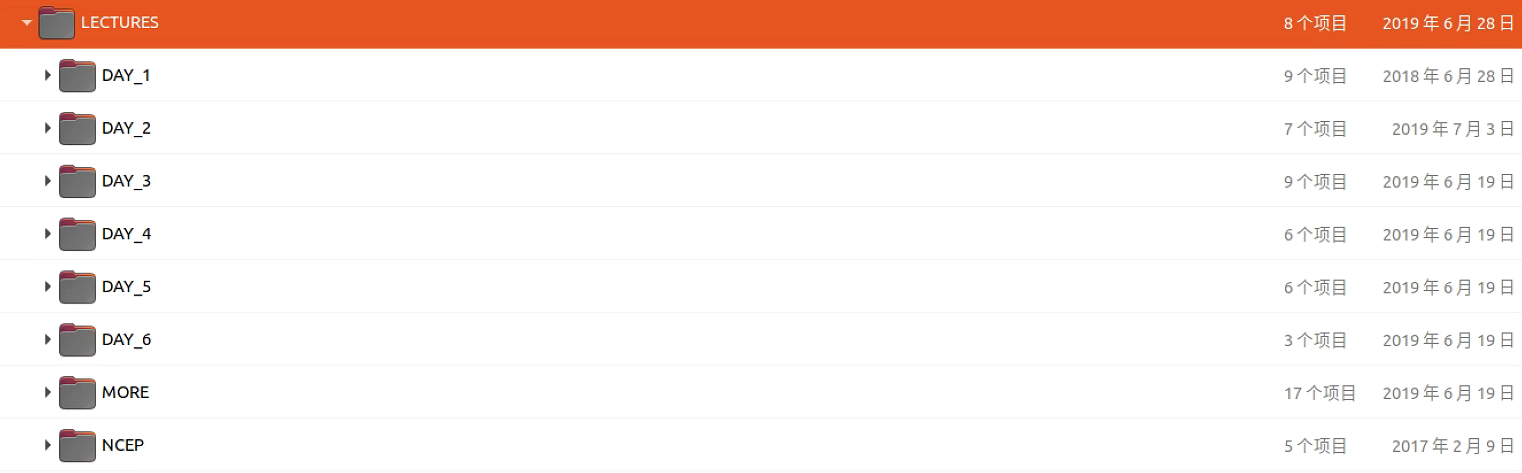 LECTURES 8 个项目 2019 年 6 月 28 日
DAY_1 9 个项目 2018 年 6 月 28 日
DAY_2 7 个项目 2019 年 7 月 3 日
DAY_3 9 个项目 2019 年 6 月 19 日
DAY_4 6 个项目 2019 年 6 月 19 日
DAY_5 6 个项目 2019 年 6 月 19 日
DAY_6 3 个项目 2019 年 6 月 19 日
MORE 17 个项目 2019 年 6 月 19 日
NCEP 5 个项目 2017 年 2 月 9 日